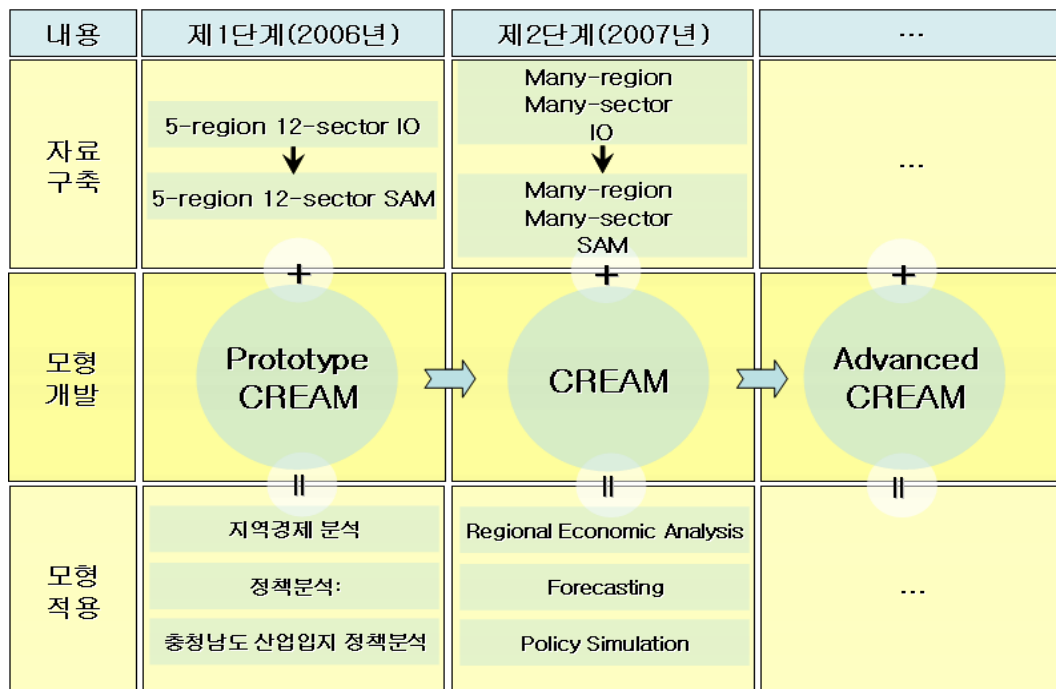 내용
제1단계(2006년)
제2단계(2007년)
...
자료
구축
5-region 12-sector IO
5-region 12-sector SAM
Many-region
Many-sector
IO
Many-region
Many-sector
SAM
...
+
+
+
모형
개발
Prototype
CREAM
CREAM
Advanced
CREAM
=
=
=
모형
적용
지역경제 분석
정책분석:
충청남도 산업입지 정책분석
Regional Economic Analysis
Forecasting
Policy Simulation
...